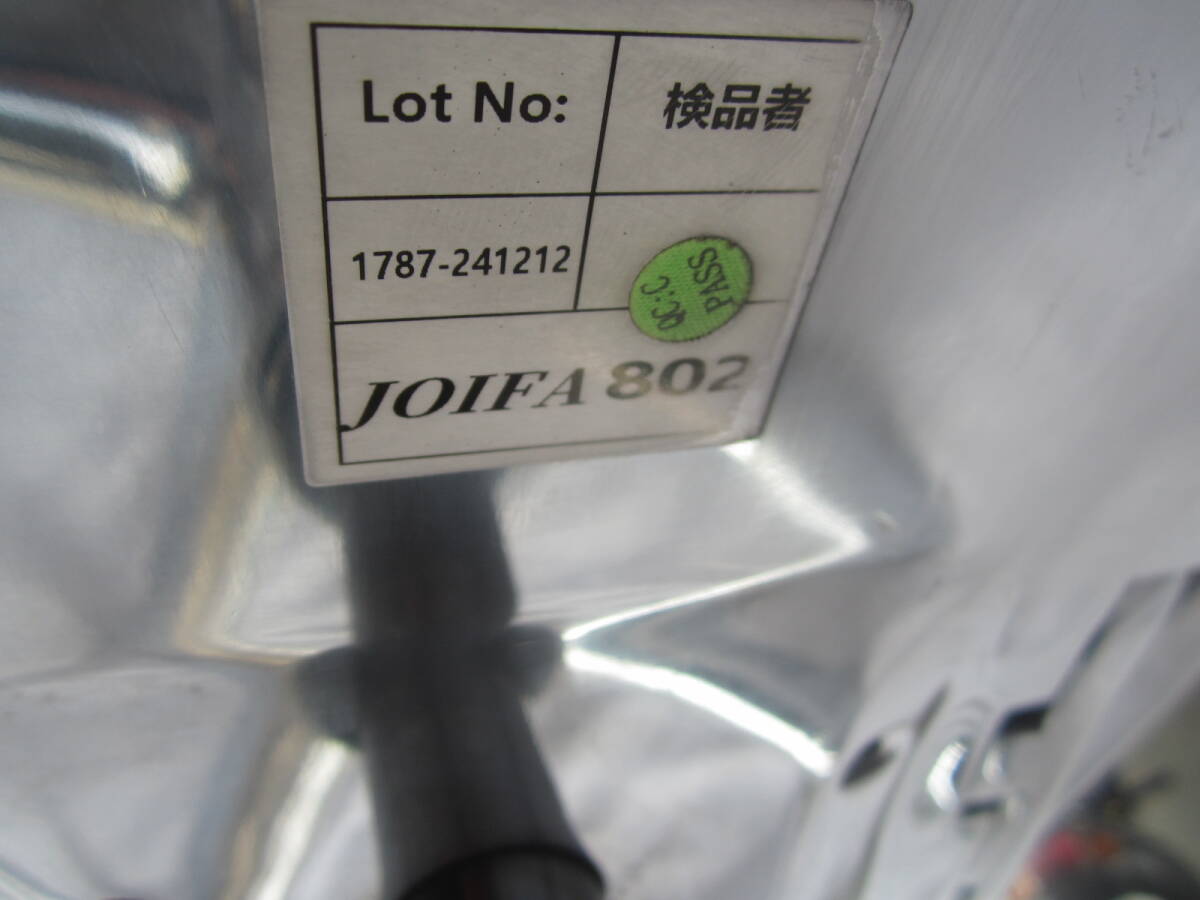 Lot No:
検品者
1787-241212
QC:C
PASS
JOIFA 802